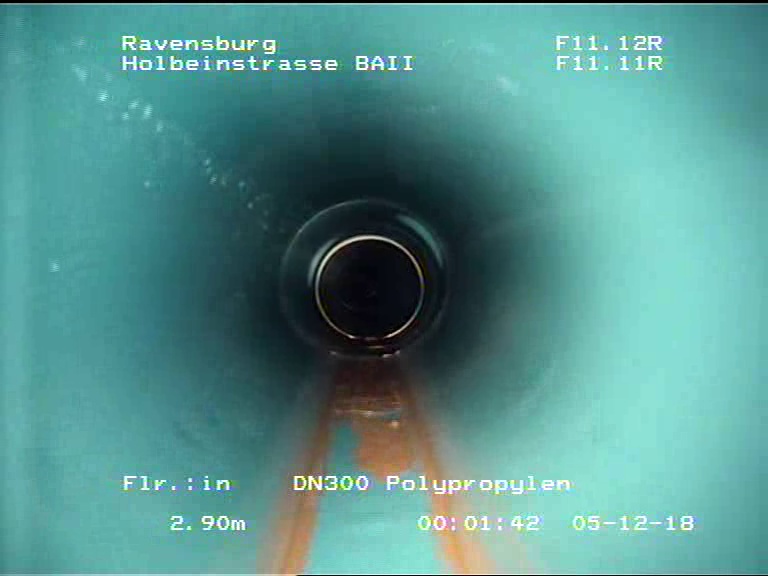 Ravensburg F11.12R
Holbeinstrasse BAII F11.11R
Flr.:in DN300 Polypropylen
2.90m 00:01:42 05-12-18